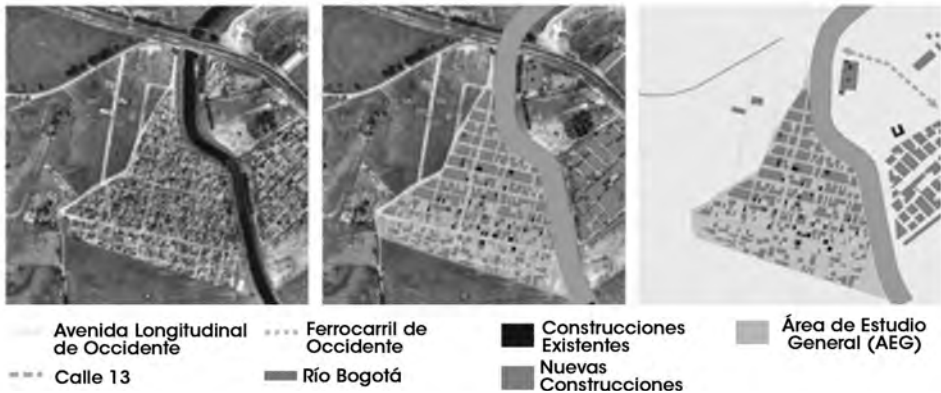 Avenida Longitudinal
de Occidente
Ferrocarril de
Occidente
Construcciones
Existentes
Área de Estudio
General (AEG)
Calle 13
Río Bogotá
Nuevas
Construcciones